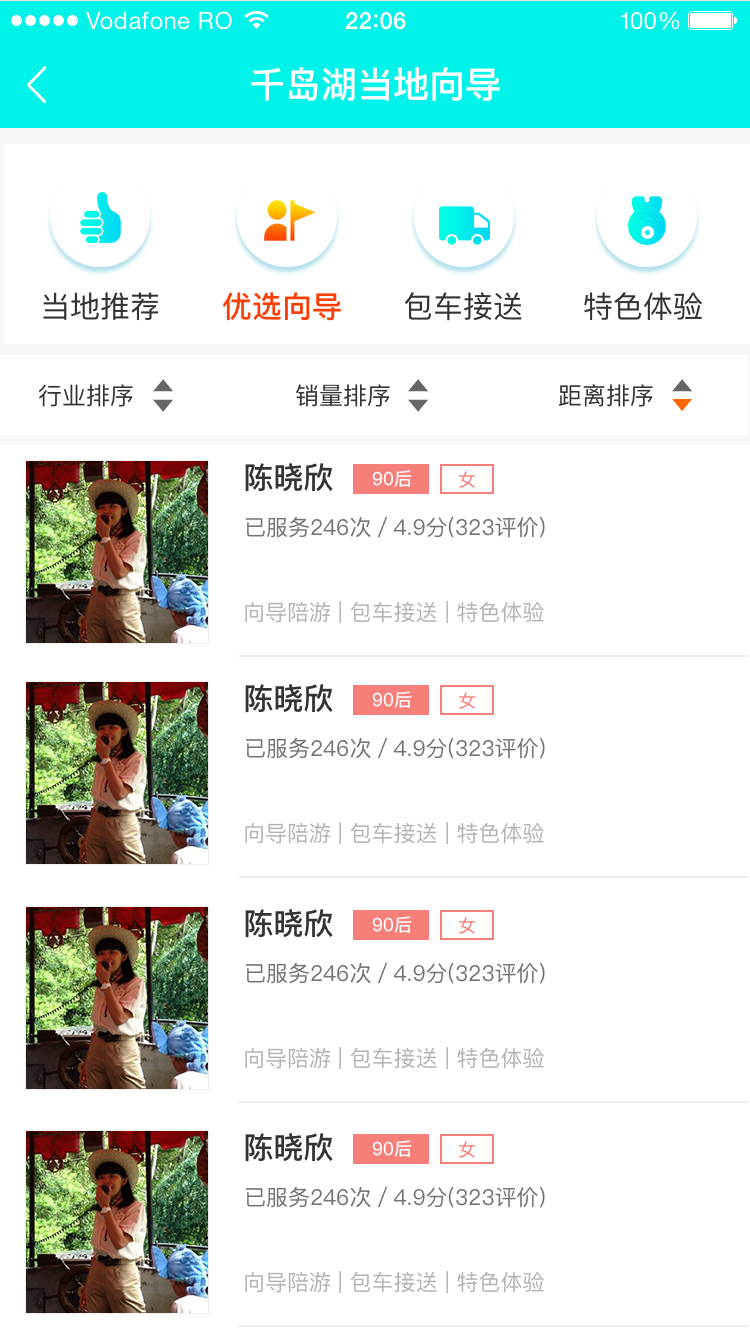 Vodafone RO 22:06 100%
千岛湖当地向导
当地推荐 优选向导 包车接送 特色体验
行业排序 销量排序 距离排序
陈晓欣 90后 女
已服务246次 / 4.9分(323评价)
向导陪游 | 包车接送 | 特色体验
陈晓欣 90后 女
已服务246次 / 4.9分(323评价)
向导陪游 | 包车接送 | 特色体验
陈晓欣 90后 女
已服务246次 / 4.9分(323评价)
向导陪游 | 包车接送 | 特色体验
陈晓欣 90后 女
已服务246次 / 4.9分(323评价)
向导陪游 | 包车接送 | 特色体验